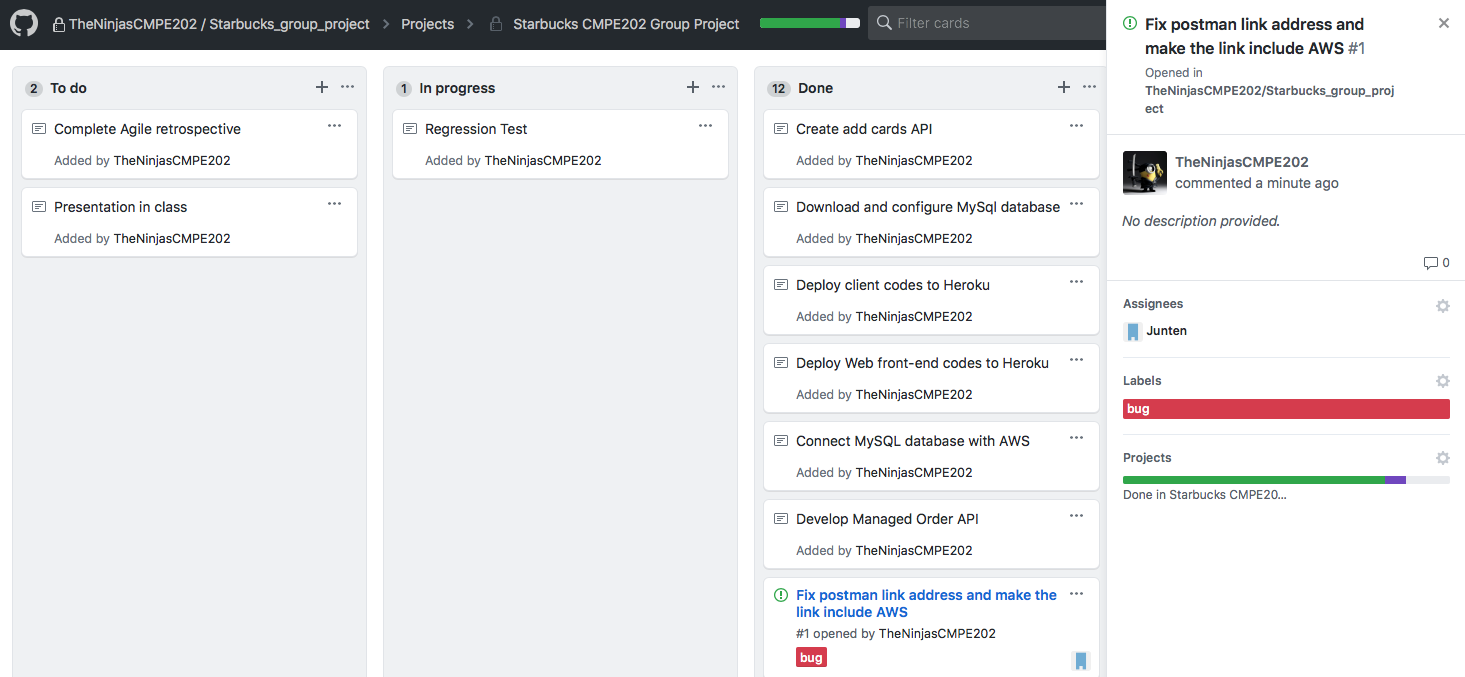 TheNinjasCMPE202 / Starbucks_group_project > Projects > Starbucks CMPE202 Group Project Filter cards
2 To do
Complete Agile retrospective
Added by TheNinjasCMPE202
Presentation in class
Added by TheNinjasCMPE202
1 In progress
Regression Test
Added by TheNinjasCMPE202
12 Done
Create add cards API
Added by TheNinjasCMPE202
Download and configure MySql database
Added by TheNinjasCMPE202
Deploy client codes to Heroku
Added by TheNinjasCMPE202
Deploy Web front-end codes to Heroku
Added by TheNinjasCMPE202
Connect MySQL database with AWS
Added by TheNinjasCMPE202
Develop Managed Order API
Added by TheNinjasCMPE202
Fix postman link address and make the
link include AWS
#1 opened by TheNinjasCMPE202
bug
Fix postman link address and
make the link include AWS #1
Opened in
TheNinjasCMPE202/Starbucks_group_proj
ect
TheNinjasCMPE202
commented a minute ago
No description provided.
0
Assignees
Junten
Labels
bug
Projects
Done in Starbucks CMPE20...